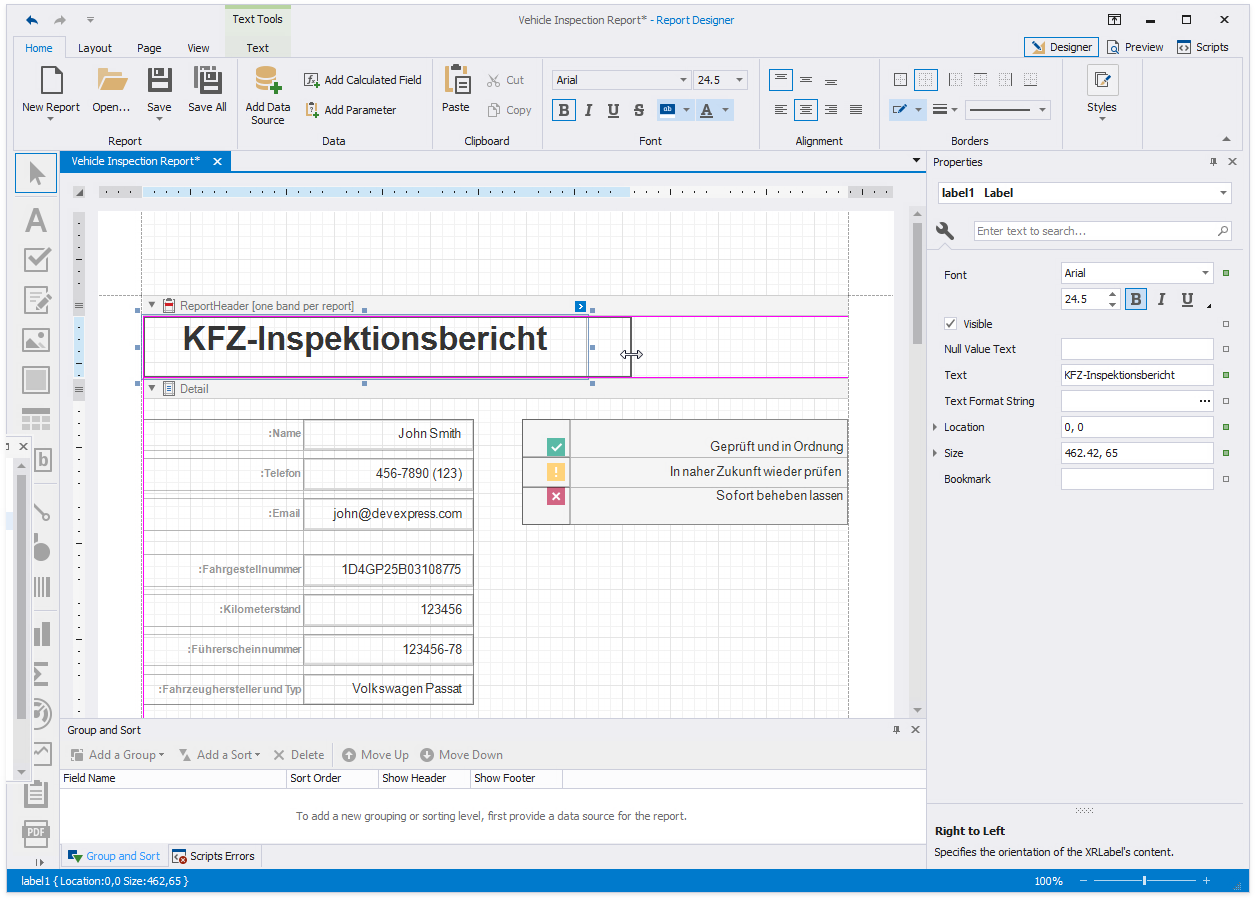 Text Tools
Vehicle Inspection Report* - Report Designer
Home Layout Page View Text
Designer Preview Scripts
New Report Open... Save Save All
Add Data Source
Add Calculated Field
Add Parameter
Paste Cut
Copy
Arial 24.5
B I U S ab A
Styles
Report Data Clipboard Font Alignment Borders
Vehicle Inspection Report*
ReportHeader [one band per report]
KFZ-Inspektionsbericht
Detail
:Name John Smith
:Telefon 456-7890 (123)
:Email john@devexpress.com
:Fahrgestellnummer 1D4GP25B03108775
:Kilometerstand 123456
:Führerscheinnummer 123456-78
:Fahrzeughersteller und Typ Volkswagen Passat
Geprüft und in Ordnung
In naher Zukunft wieder prüfen
Sofort beheben lassen
A
b
PDF
Group and Sort
Add a Group Add a Sort Delete Move Up Move Down
Field Name Sort Order Show Header Show Footer
To add a new grouping or sorting level, first provide a data source for the report.
Group and Sort Scripts Errors
Properties
label1 Label
Enter text to search...
Font Arial
24.5 B I U
Visible
Null Value Text
Text KFZ-Inspektionsbericht
Text Format String ...
Location 0, 0
Size 462.42, 65
Bookmark
Right to Left
Specifies the orientation of the XRLabel's content.
label1 { Location:0,0 Size:462,65 }
100%